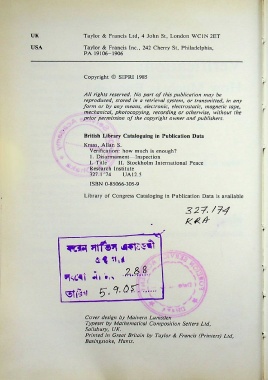 UK Taylor & Francis Ltd, 4 John St, London WC1N 2ET
USA Taylor & Francis Inc., 242 Cherry St, Philadelphia,
PA 19106-1906
Copyright © SIPRI 1985
All rights reserved. No part of this publication may be
reproduced, stored in a retrieval system, or transmitted, in any
form or by any means, electronic, electrostatic, magnetic tape,
mechanical, photocopying, recording or otherwise, without the
prior permission of the copyright owner and publishers.
British Library Cataloguing in Publication Data
Krass, Allan S.
Verification: how much is enough?
1. Disarmament—Inspection
I. Title II. Stockholm International Peace
Research Institute
327.1'74 UA12.5
ISBN 0-85066-305-9
Library of Congress Cataloging in Publication Data is available
327.174
KRA
ফরেন সার্ভিস একাডেমী
288
তারিখ 5.9.05
Cover design by Malvern Lumsden
Typeset by Mathematical Composition Setters Ltd,
Salisbury, UK.
Printed in Great Britain by Taylor & Francis (Printers) Ltd,
Basingstoke, Hants.